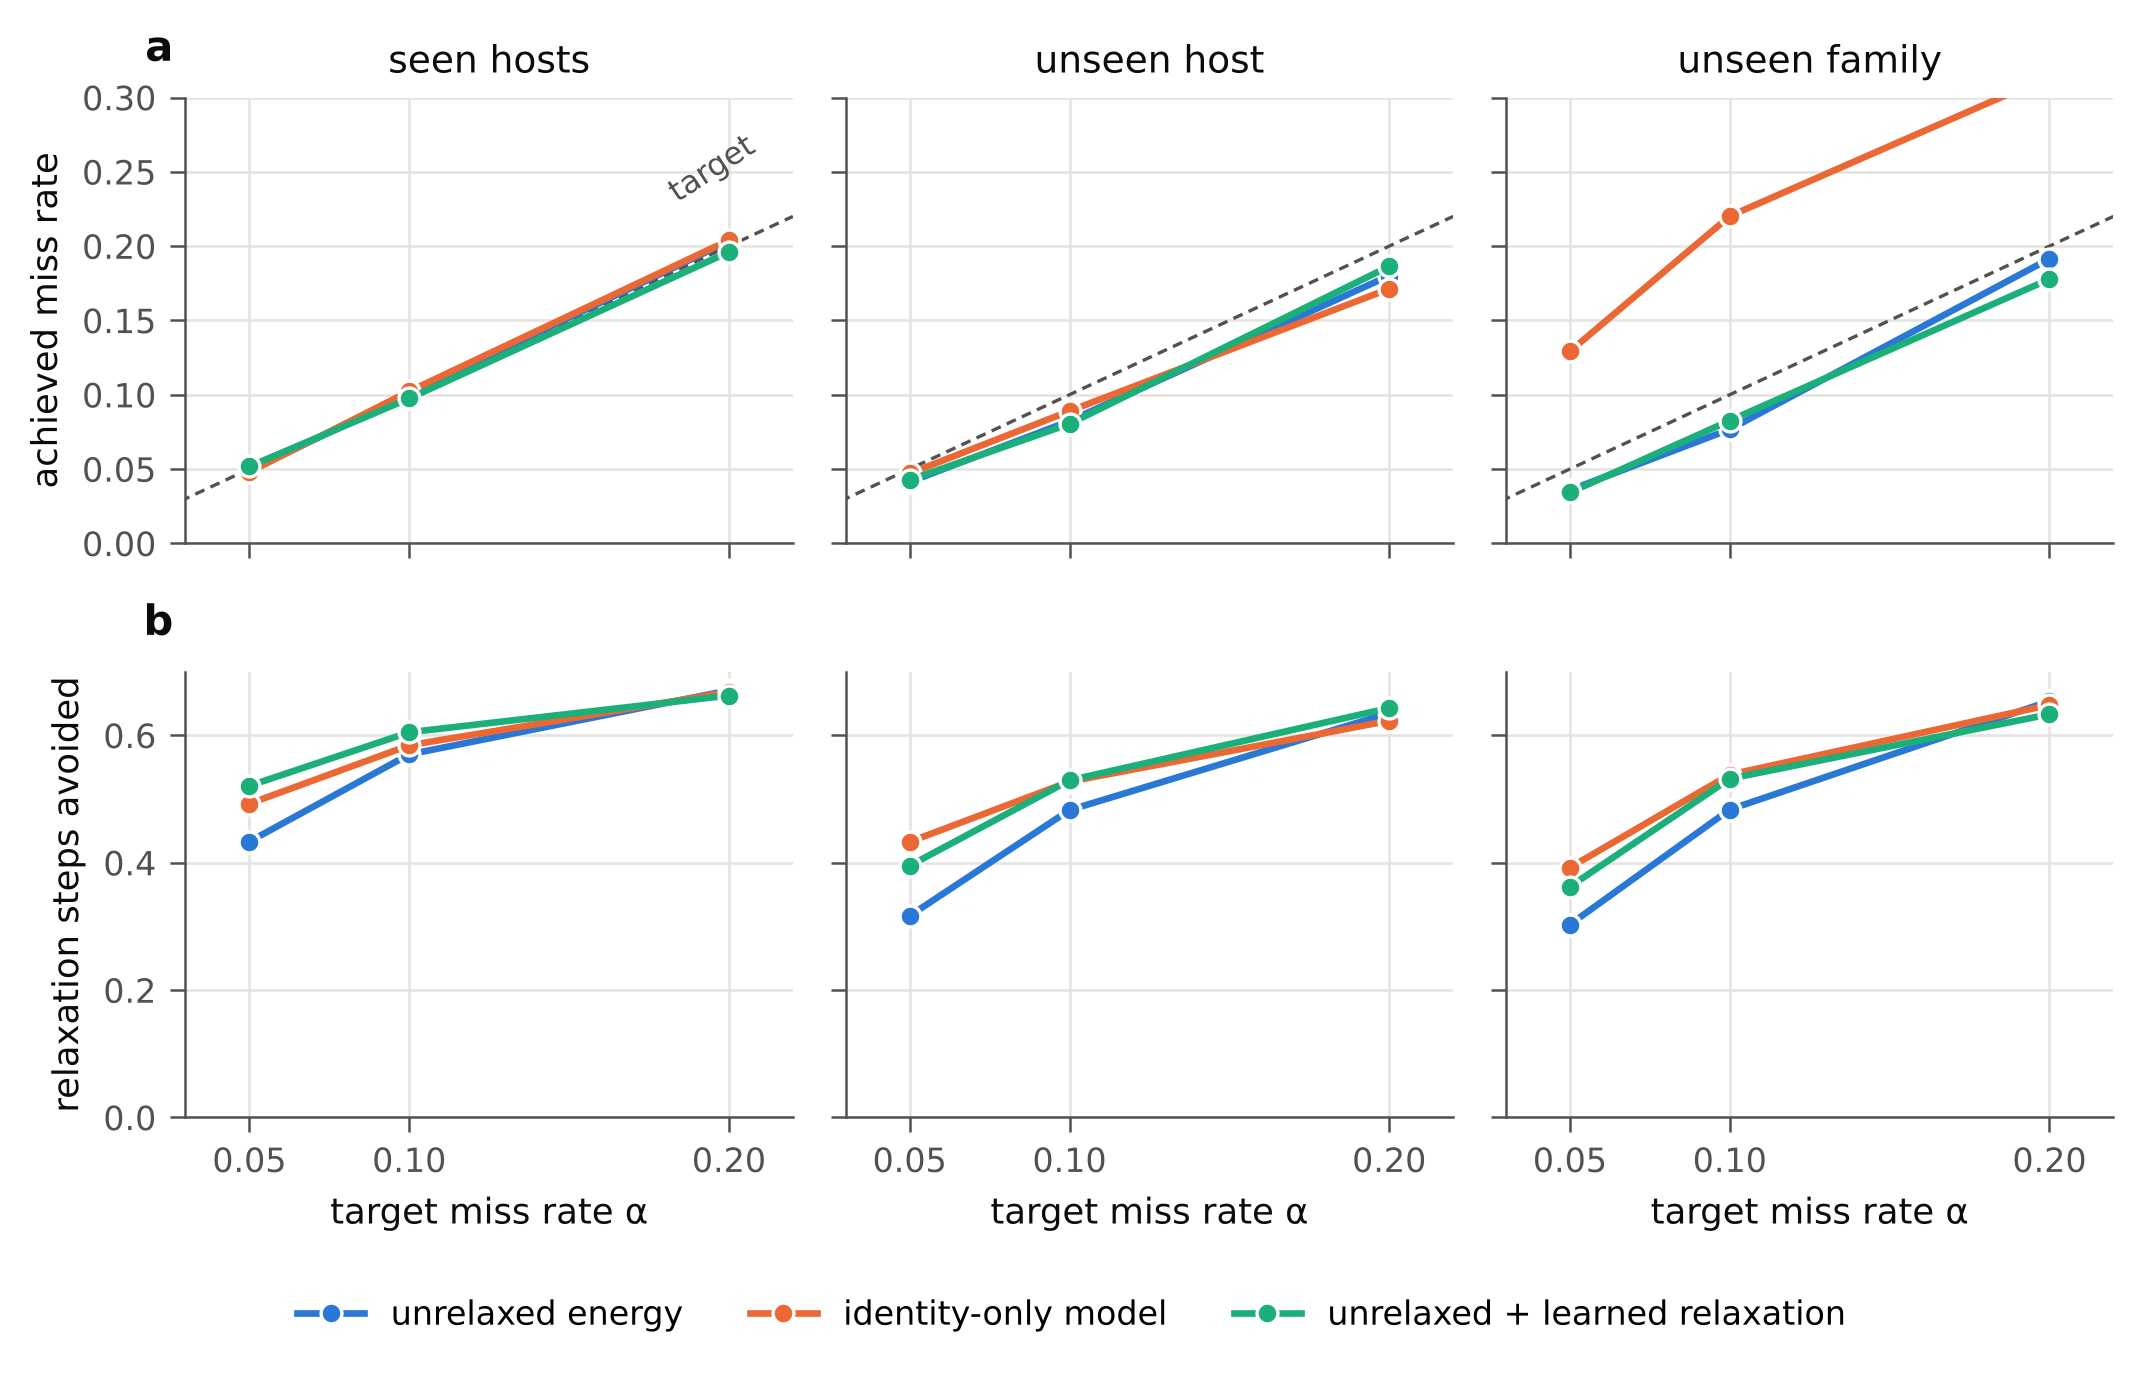 a
seen hosts
unseen host
unseen family
achieved miss rate
0.30
0.25
0.20
0.15
0.10
0.05
0.00
target
b
relaxation steps avoided
0.6
0.4
0.2
0.0
0.05 0.10 0.20
0.05 0.10 0.20
0.05 0.10 0.20
target miss rate α
target miss rate α
target miss rate α
unrelaxed energy
identity-only model
unrelaxed + learned relaxation